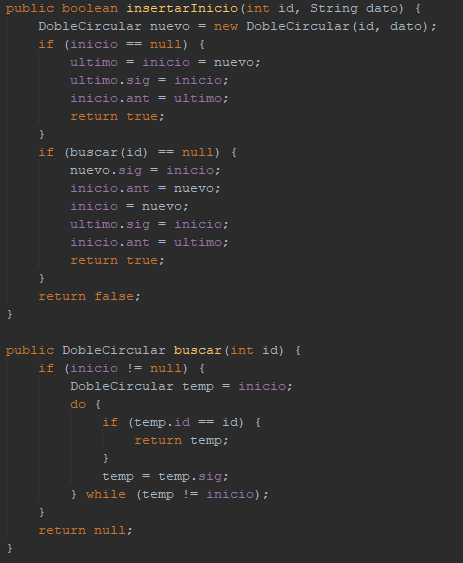 public boolean insertarInicio(int id, String dato) {
    DobleCircular nuevo = new DobleCircular(id, dato);
    if (inicio == null) {
        ultimo = inicio = nuevo;
        ultimo.sig = inicio;
        inicio.ant = ultimo;
        return true;
    }
    if (buscar(id) == null) {
        nuevo.sig = inicio;
        inicio.ant = nuevo;
        inicio = nuevo;
        ultimo.sig = inicio;
        inicio.ant = ultimo;
        return true;
    }
    return false;
}

public DobleCircular buscar(int id) {
    if (inicio != null) {
        DobleCircular temp = inicio;
        do {
            if (temp.id == id) {
                return temp;
            }
            temp = temp.sig;
        } while (temp != inicio);
    }
    return null;
}